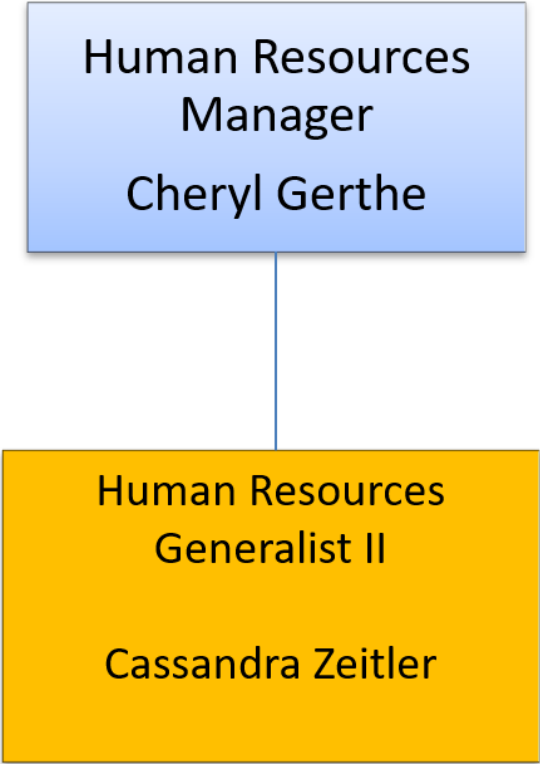 Human Resources
Manager
Cheryl Gerthe
Human Resources
Generalist II
Cassandra Zeitler